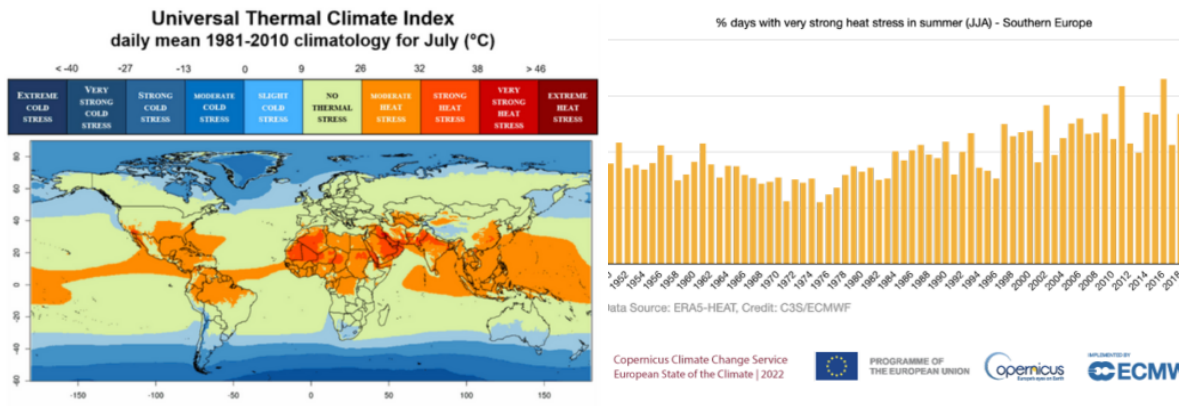 Universal Thermal Climate Index
daily mean 1981-2010 climatology for July (°C)
< -40 -27 -13 0 9 26 32 38 > 46
EXTREME COLD STRESS
VERY STRONG COLD STRESS
STRONG COLD STRESS
MODERATE COLD STRESS
SLIGHT COLD STRESS
NO THERMAL STRESS
MODERATE HEAT STRESS
STRONG HEAT STRESS
VERY STRONG HEAT STRESS
EXTREME HEAT STRESS
80
60
40
20
0
-20
-40
-60
-150 -100 -50 0 50 100 150
% days with very strong heat stress in summer (JJA) - Southern Europe
1952 1954 1956 1958 1960 1962 1964 1966 1968 1970 1972 1974 1976 1978 1980 1982 1984 1986 1988 1990 1992 1994 1996 1998 2000 2002 2004 2006 2008 2010 2012 2014 2016 2018
Data Source: ERA5-HEAT, Credit: C3S/ECMWF
Copernicus Climate Change Service
European State of the Climate | 2022
PROGRAMME OF
THE EUROPEAN UNION
opernicus
Europe's eyes on Earth
IMPLEMENTED BY
ECMW